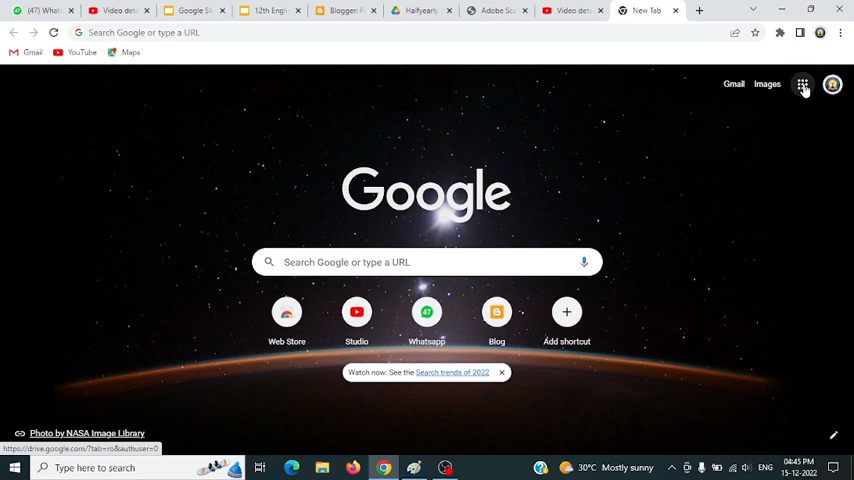 (47) Whats
Video deta
Google Sli
12th Engli
Blogger: P
Halfyearly
Adobe Sca
Video deta
New Tab
Search Google or type a URL
Gmail
YouTube
Maps
Gmail
Images
Google
Search Google or type a URL
47
Web Store
Studio
Whatsapp
Blog
Add shortcut
Watch now: See the Search trends of 2022
Photo by NASA Image Library
https://drive.google.com/?tab=ro&authuser=0
Type here to search
30°C Mostly sunny
ENG
04:45 PM
15-12-2022